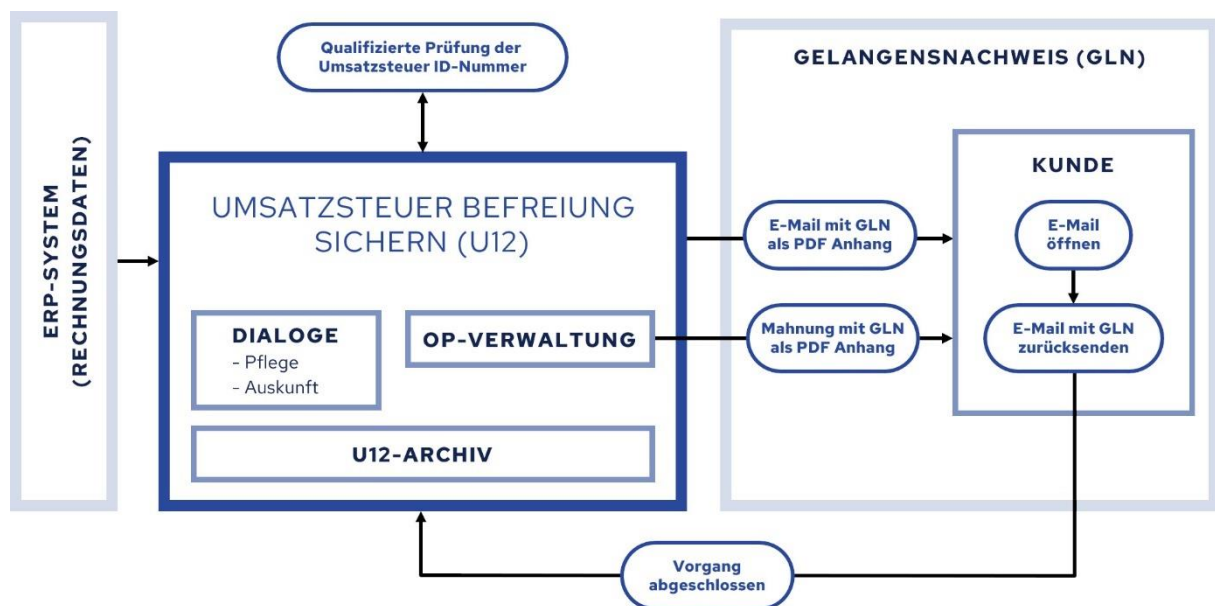 ERP-SYSTEM
(RECHNUNGSDATEN)
Qualifizierte Prüfung der
Umsatzsteuer ID-Nummer
UMSATZSTEUER BEFREIUNG
SICHERN (U12)
DIALOGE
- Pflege
- Auskunft
OP-VERWALTUNG
U12-ARCHIV
GELANGENSNACHWEIS (GLN)
E-Mail mit GLN
als PDF Anhang
Mahnung mit GLN
als PDF Anhang
KUNDE
E-Mail
öffnen
E-Mail mit GLN
zurücksenden
Vorgang
abgeschlossen